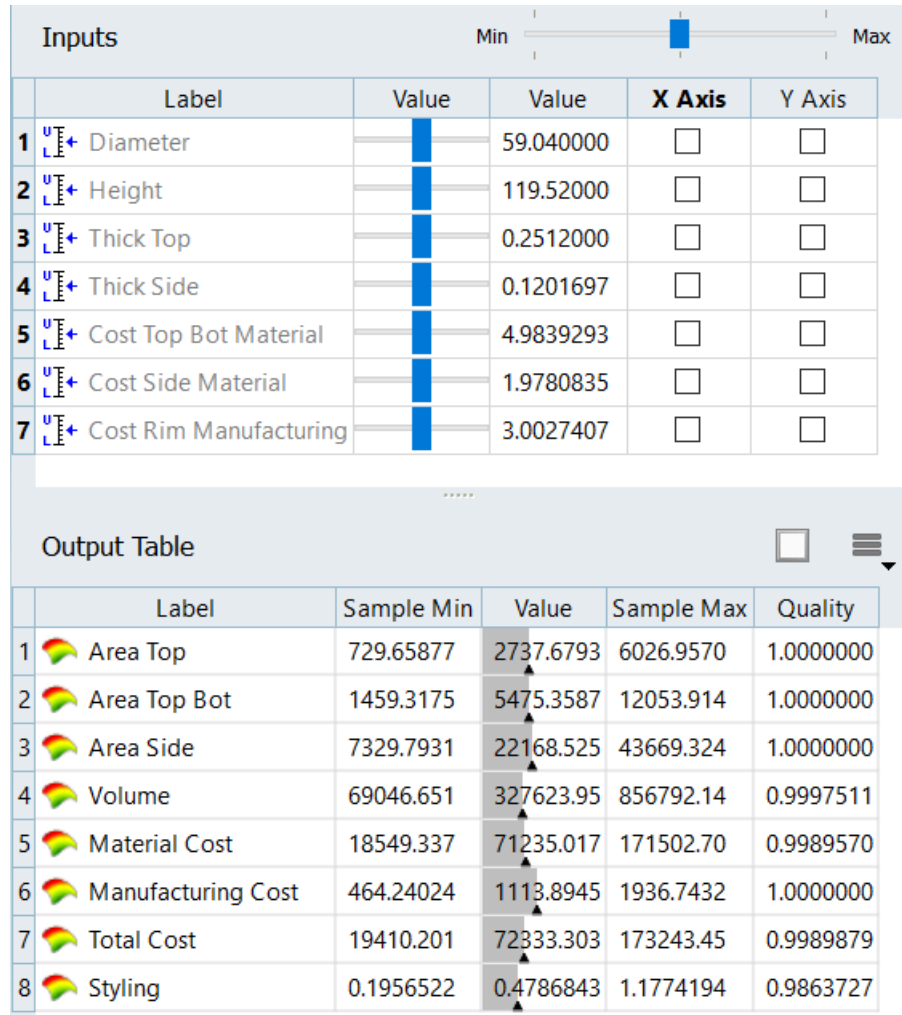 Inputs Min Max
Label Value Value X Axis Y Axis
1 Diameter 59.040000
2 Height 119.52000
3 Thick Top 0.2512000
4 Thick Side 0.1201697
5 Cost Top Bot Material 4.9839293
6 Cost Side Material 1.9780835
7 Cost Rim Manufacturing 3.0027407
Output Table
Label Sample Min Value Sample Max Quality
1 Area Top 729.65877 2737.6793 6026.9570 1.0000000
2 Area Top Bot 1459.3175 5475.3587 12053.914 1.0000000
3 Area Side 7329.7931 22168.525 43669.324 1.0000000
4 Volume 69046.651 327623.95 856792.14 0.9997511
5 Material Cost 18549.337 71235.017 171502.70 0.9989570
6 Manufacturing Cost 464.24024 1113.8945 1936.7432 1.0000000
7 Total Cost 19410.201 72333.303 173243.45 0.9989879
8 Styling 0.1956522 0.4786843 1.1774194 0.9863727